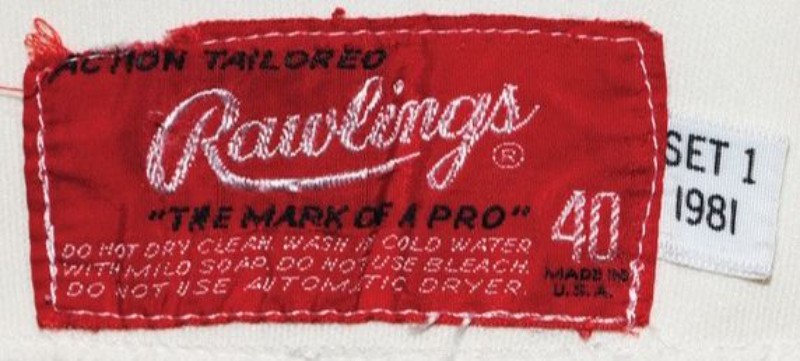 ACTION TAILORED
Rawlings®
"THE MARK OF A PRO"
40
DO NOT DRY CLEAN. WASH IN COLD WATER
WITH MILD SOAP. DO NOT USE BLEACH.
DO NOT USE AUTOMATIC DRYER.
MADE IN
U.S.A.
SET 1
1981